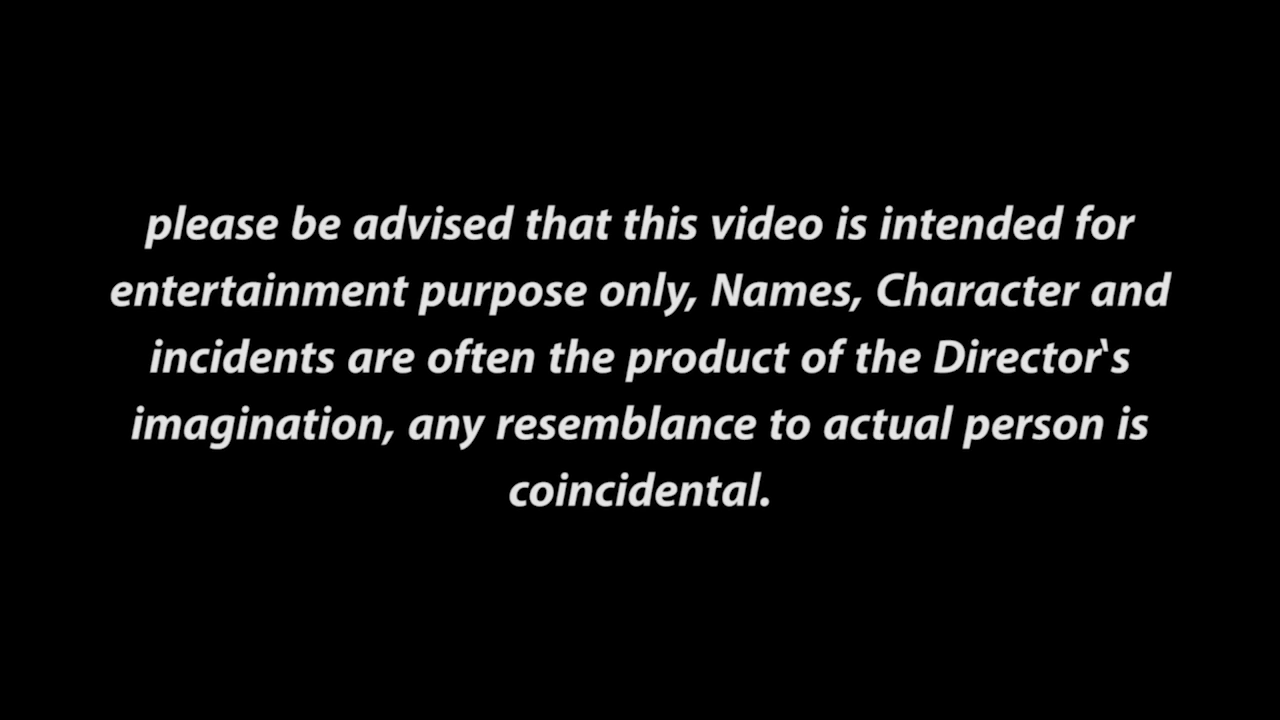 please be advised that this video is intended for
entertainment purpose only, Names, Character and
incidents are often the product of the Director`s
imagination, any resemblance to actual person is
coincidental.